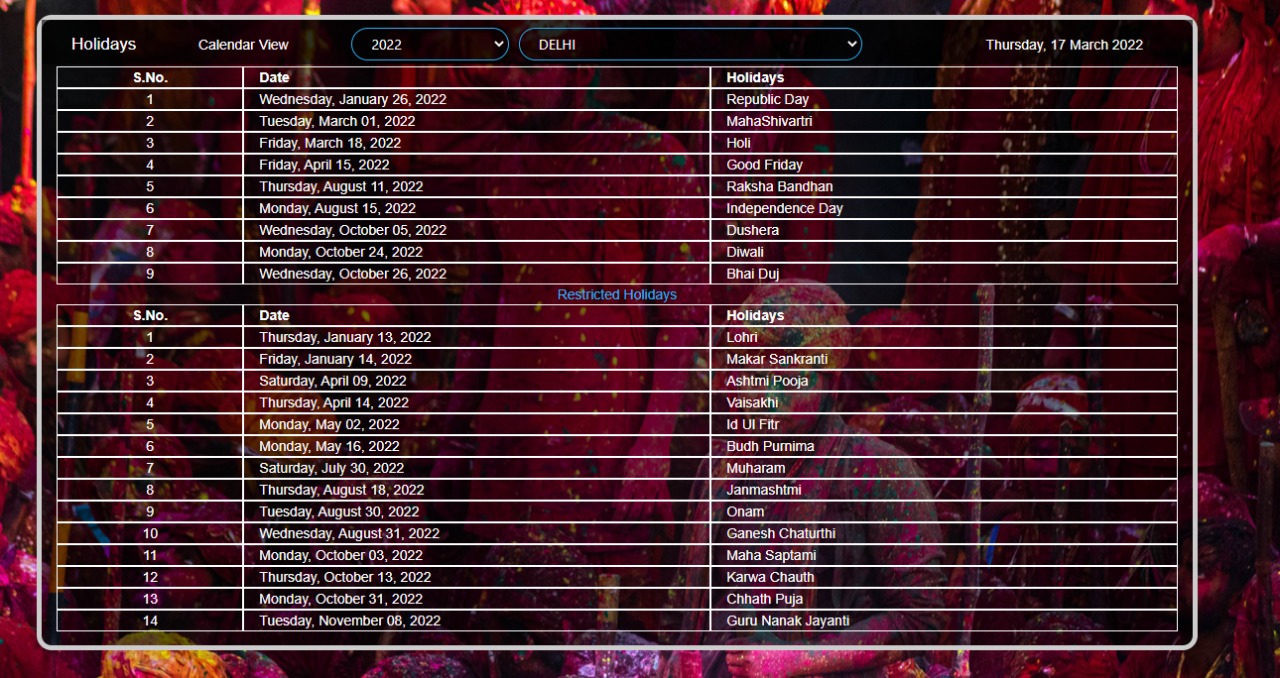 Holidays Calendar View 2022 DELHI Thursday, 17 March 2022
S.No. Date Holidays
1 Wednesday, January 26, 2022 Republic Day
2 Tuesday, March 01, 2022 MahaShivartri
3 Friday, March 18, 2022 Holi
4 Friday, April 15, 2022 Good Friday
5 Thursday, August 11, 2022 Raksha Bandhan
6 Monday, August 15, 2022 Independence Day
7 Wednesday, October 05, 2022 Dushera
8 Monday, October 24, 2022 Diwali
9 Wednesday, October 26, 2022 Bhai Duj
Restricted Holidays
S.No. Date Holidays
1 Thursday, January 13, 2022 Lohri
2 Friday, January 14, 2022 Makar Sankranti
3 Saturday, April 09, 2022 Ashtmi Pooja
4 Thursday, April 14, 2022 Vaisakhi
5 Monday, May 02, 2022 Id Ul Fitr
6 Monday, May 16, 2022 Budh Purnima
7 Saturday, July 30, 2022 Muharam
8 Thursday, August 18, 2022 Janmashtmi
9 Tuesday, August 30, 2022 Onam
10 Wednesday, August 31, 2022 Ganesh Chaturthi
11 Monday, October 03, 2022 Maha Saptami
12 Thursday, October 13, 2022 Karwa Chauth
13 Monday, October 31, 2022 Chhath Puja
14 Tuesday, November 08, 2022 Guru Nanak Jayanti